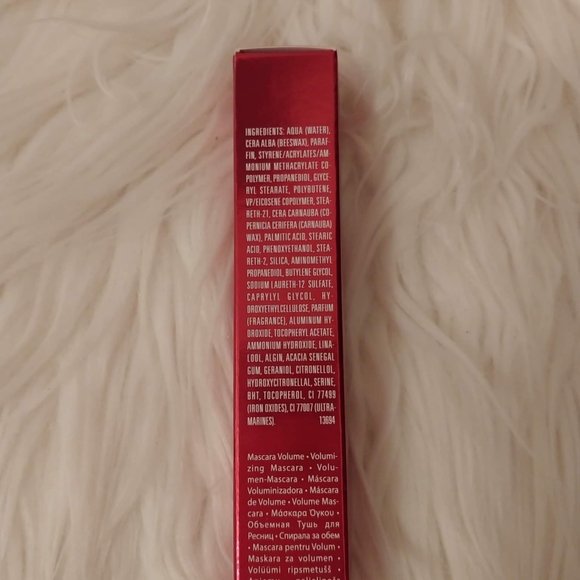 INGREDIENTS: AQUA (WATER),
CERA ALBA (BEESWAX), PARAF-
FIN, STYRENE/ACRYLATES/AM-
MONIUM METHACRYLATE CO-
POLYMER, PROPANEDIOL, GLYCE-
RYL STEARATE, POLYBUTENE,
VP/EICOSENE COPOLYMER, STEA-
RETH-21, CERA CARNAUBA (CO-
PERNICIA CERIFERA (CARNAUBA)
WAX), PALMITIC ACID, STEARIC
ACID, PHENOXYETHANOL, STEA-
RETH-2, SILICA, AMINOMETHYL
PROPANEDIOL, BUTYLENE GLYCOL,
SODIUM LAURETH-12 SULFATE,
CAPRYLYL GLYCOL, HY-
DROXYETHYLCELLULOSE, PARFUM
(FRAGRANCE), ALUMINUM HY-
DROXIDE, TOCOPHERYL ACETATE,
AMMONIUM HYDROXIDE, LINA-
LOOL, ALGIN, ACACIA SENEGAL
GUM, GERANIOL, CITRONELLOL,
HYDROXYCITRONELLAL, SERINE,
BHT, TOCOPHEROL, CI 77499
(IRON OXIDES), CI 77007 (ULTRA-
MARINES). 13694
Mascara Volume • Volumi-
zing Mascara • Volu-
men-Mascara • Máscara
Voluminizadora • Máscara
de Volume • Volume Mas-
cara • Μάσκαρα Όγκου •
Объемная Тушь для
Ресниц • Спирала за обем
• Mascara pentru Volum •
Maskara za volumen •
Volüümi ripsmetušš •